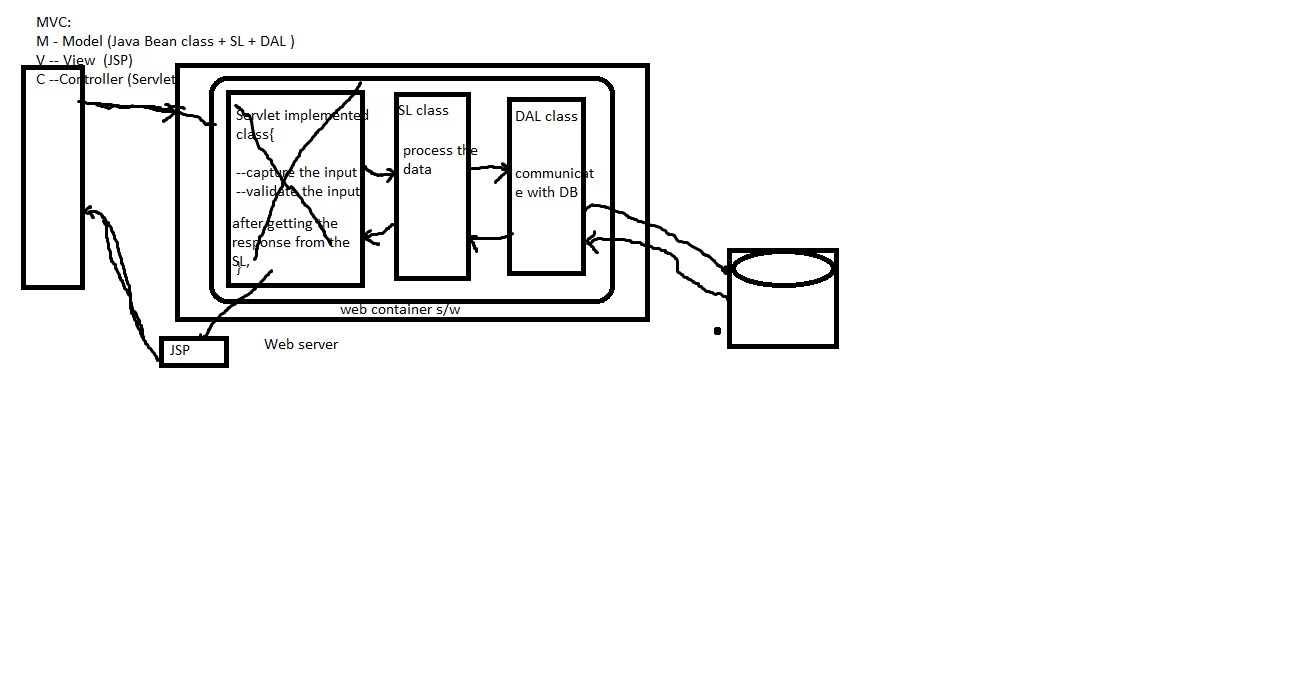 MVC:
M - Model (Java Bean class + SL + DAL )
V -- View  (JSP)
C --Controller (Servlet
Servlet implemented
class{
--capture the input
--validate the input
after getting the
response from the
SL,
}
SL class
process the
data
DAL class
communicat
e with DB
web container s/w
JSP
Web server